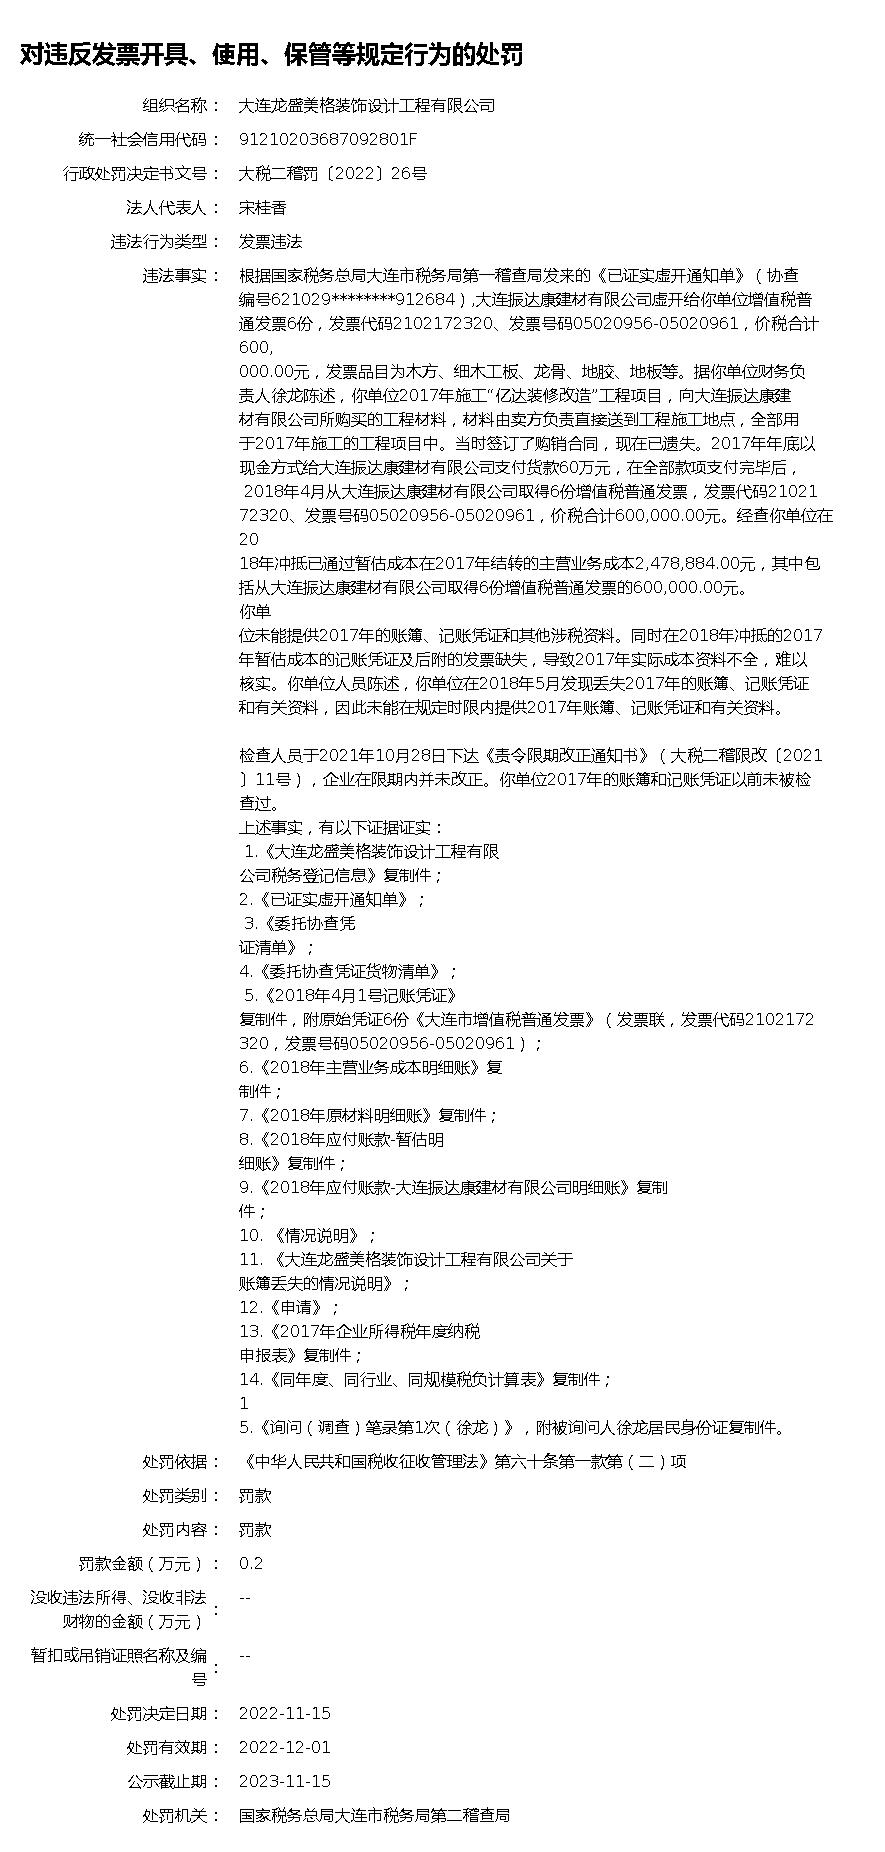 对违反发票开具、使用、保管等规定行为的处罚
组织名称： 大连龙盛美格装饰设计工程有限公司
统一社会信用代码： 91210203687092801F
行政处罚决定书文号： 大税二稽罚〔2022〕26号
法人代表人： 宋桂香
违法行为类型： 发票违法
违法事实： 根据国家税务总局大连市税务局第一稽查局发来的《已证实虚开通知单》（协查
编号621029********912684）,大连振达康建材有限公司虚开给你单位增值税普
通发票6份，发票代码2102172320、发票号码05020956-05020961，价税合计
600,
000.00元，发票品目为木方、细木工板、龙骨、地胶、地板等。据你单位财务负
责人徐龙陈述，你单位2017年施工“亿达装修改造”工程项目，向大连振达康建
材有限公司所购买的工程材料，材料由卖方负责直接送到工程施工地点，全部用
于2017年施工的工程项目中。当时签订了购销合同，现在已遗失。2017年年底以
现金方式给大连振达康建材有限公司支付货款60万元，在全部款项支付完毕后，
2018年4月从大连振达康建材有限公司取得6份增值税普通发票，发票代码21021
72320、发票号码05020956-05020961，价税合计600,000.00元。经查你单位在
20
18年冲抵已通过暂估成本在2017年结转的主营业务成本2,478,884.00元，其中包
括从大连振达康建材有限公司取得6份增值税普通发票的600,000.00元。
你单
位未能提供2017年的账簿、记账凭证和其他涉税资料。同时在2018年冲抵的2017
年暂估成本的记账凭证及后附的发票缺失，导致2017年实际成本资料不全，难以
核实。你单位人员陈述，你单位在2018年5月发现丢失2017年的账簿、记账凭证
和有关资料，因此未能在规定时限内提供2017年账簿、记账凭证和有关资料。
检查人员于2021年10月28日下达《责令限期改正通知书》（大税二稽限改〔2021
〕11号），企业在限期内并未改正。你单位2017年的账簿和记账凭证以前未被检
查过。
上述事实，有以下证据证实：
1.《大连龙盛美格装饰设计工程有限
公司税务登记信息》复制件；
2.《已证实虚开通知单》；
3.《委托协查凭
证清单》；
4.《委托协查凭证货物清单》；
5.《2018年4月1号记账凭证》
复制件，附原始凭证6份《大连市增值税普通发票》（发票联，发票代码2102172
320，发票号码05020956-05020961）；
6.《2018年主营业务成本明细账》复
制件；
7.《2018年原材料明细账》复制件；
8.《2018年应付账款-暂估明
细账》复制件；
9.《2018年应付账款-大连振达康建材有限公司明细账》复制
件；
10. 《情况说明》；
11. 《大连龙盛美格装饰设计工程有限公司关于
账簿丢失的情况说明》；
12.《申请》；
13.《2017年企业所得税年度纳税
申报表》复制件；
14.《同年度、同行业、同规模税负计算表》复制件；
1
5.《询问（调查）笔录第1次（徐龙）》，附被询问人徐龙居民身份证复制件。
处罚依据： 《中华人民共和国税收征收管理法》第六十条第一款第（二）项
处罚类别： 罚款
处罚内容： 罚款
罚款金额（万元）： 0.2
没收违法所得、没收非法
财物的金额（万元）： --
暂扣或吊销证照名称及编
号： --
处罚决定日期： 2022-11-15
处罚有效期： 2022-12-01
公示截止期： 2023-11-15
处罚机关： 国家税务总局大连市税务局第二稽查局